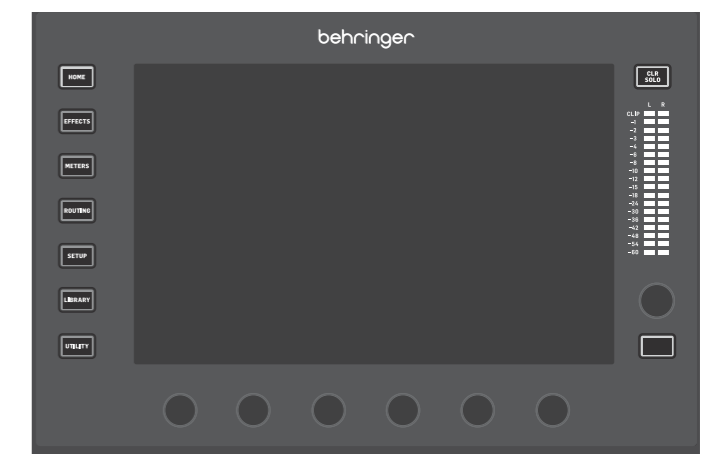 behringer
HOME
CLR
SOLO
EFFECTS
L R
CLIP
-1
-2
-3
-4
-6
-8
-10
-12
-15
-18
-24
-30
-36
-42
-48
-54
-60
METERS
ROUTING
SETUP
LIBRARY
UTILITY